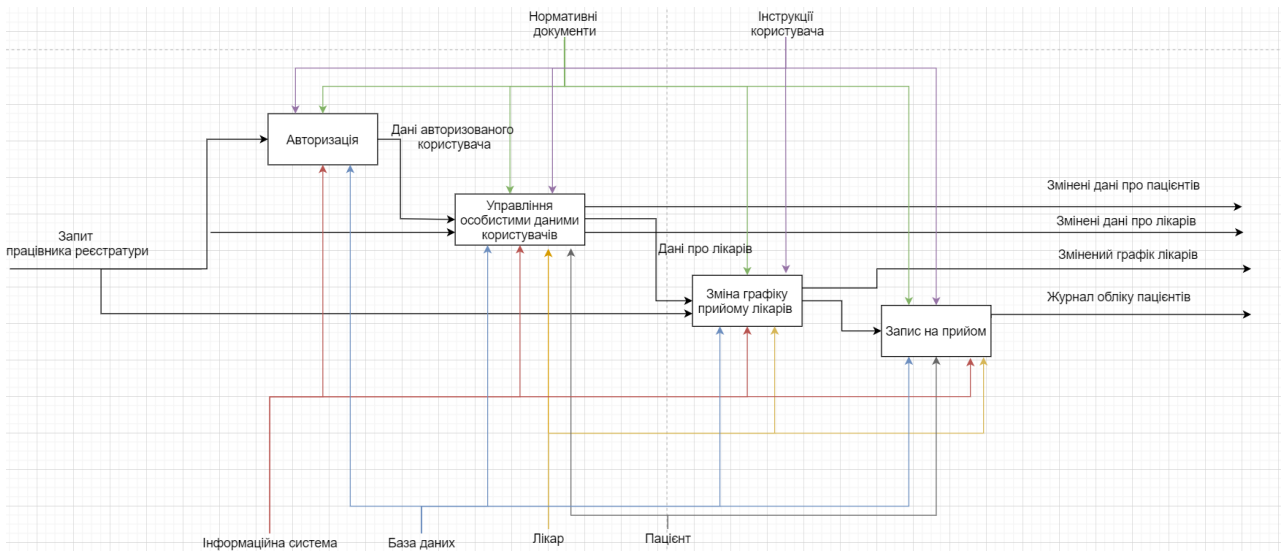 Нормативні
документи
Інструкції
користувача
Авторизація
Дані авторизованого
користувача
Змінені дані про пацієнтів
Управління
особистими даними
користувачів
Змінені дані про лікарів
Запит
працівника реєстратури
Дані про лікарів
Змінений графік лікарів
Зміна графіку
прийому лікарів
Журнал обліку пацієнтів
Запис на прийом
Інформаційна система
База даних
Лікар
Пацієнт